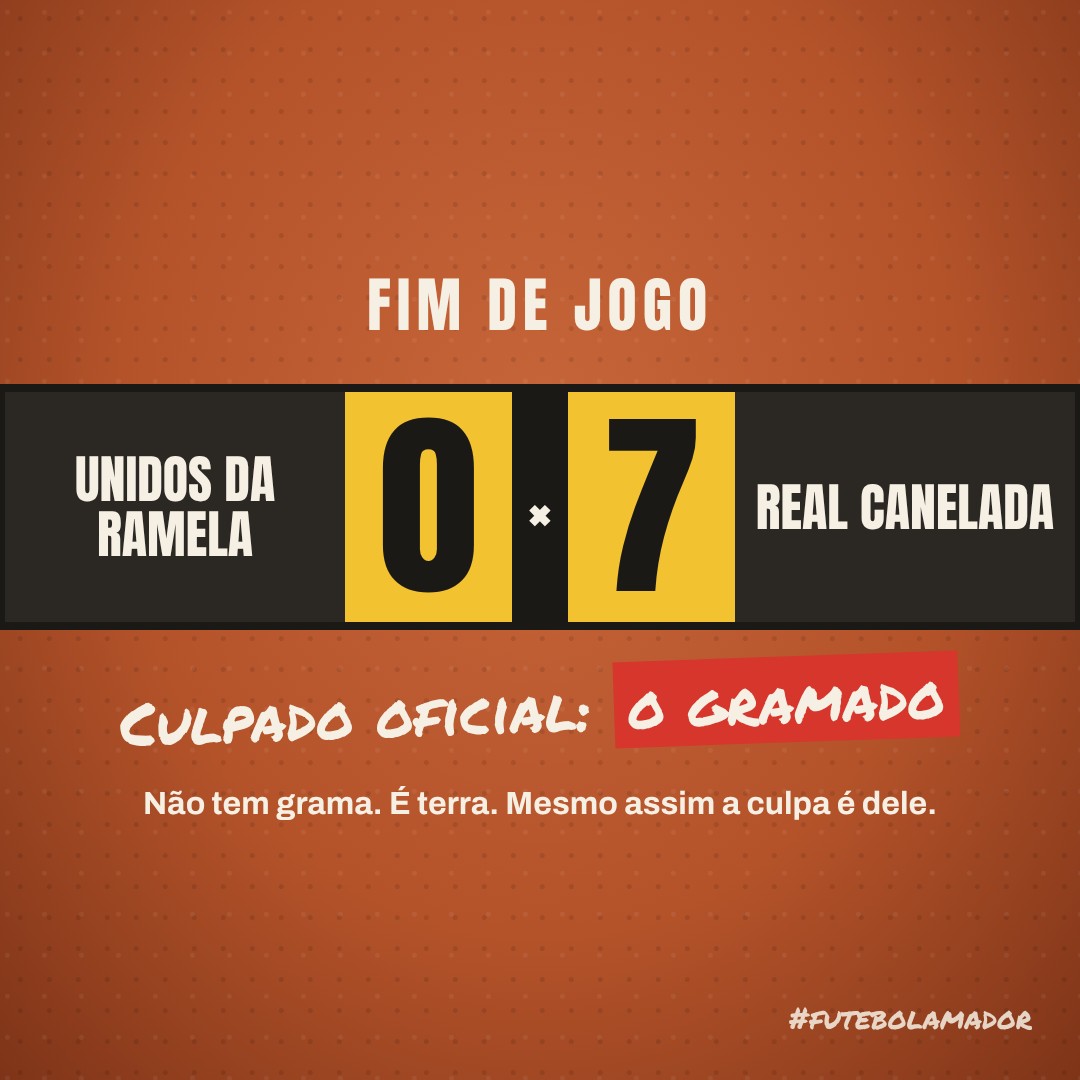 FIM DE JOGO
UNIDOS DA
RAMELA
0 × 7
REAL CANELADA
CULPADO OFICIAL: O GRAMADO
Não tem grama. É terra. Mesmo assim a culpa é dele.
#FUTEBOLAMADOR